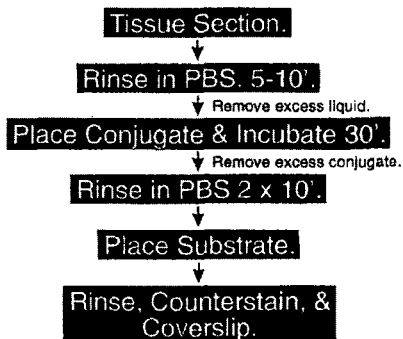 Tissue Section.
Rinse in PBS. 5-10'.
Remove excess liquid.
Place Conjugate & Incubate 30'.
Remove excess conjugate.
Rinse in PBS 2 x 10'.
Place Substrate.
Rinse, Counterstain, &
Coverslip.